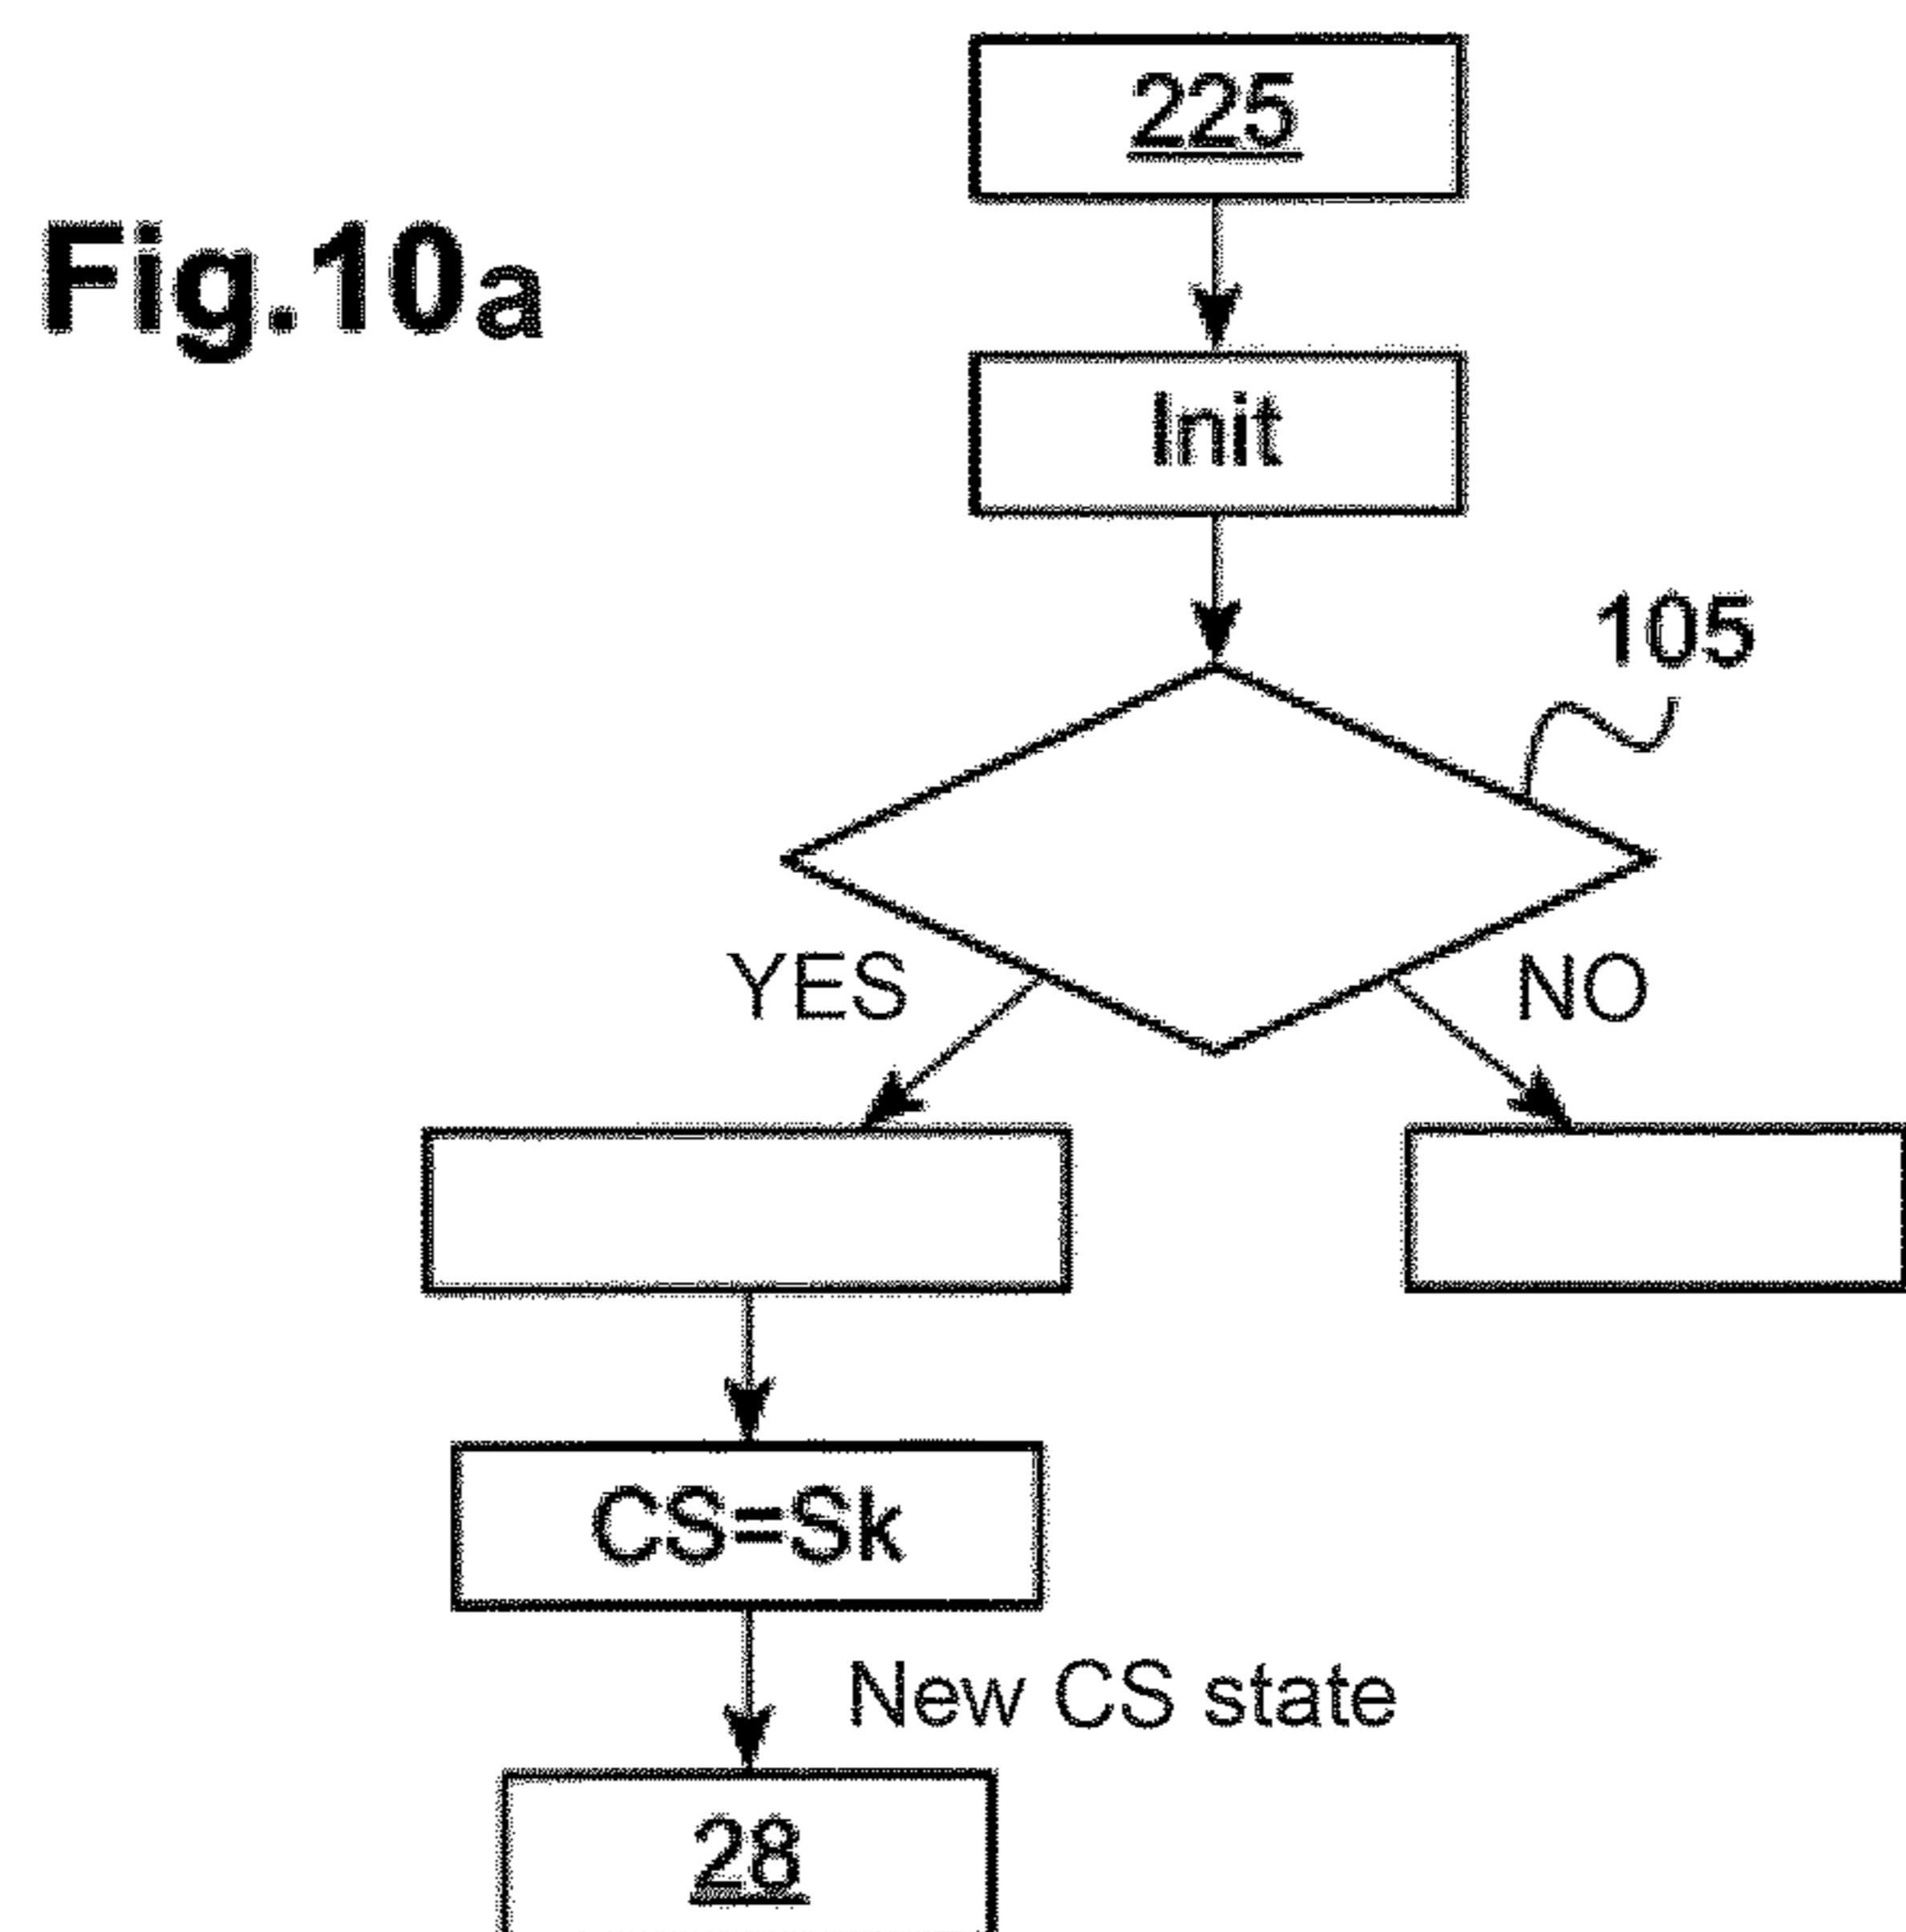 225
Fig.10a
Init
105
YES
NO
CS=Sk
New CS state
28